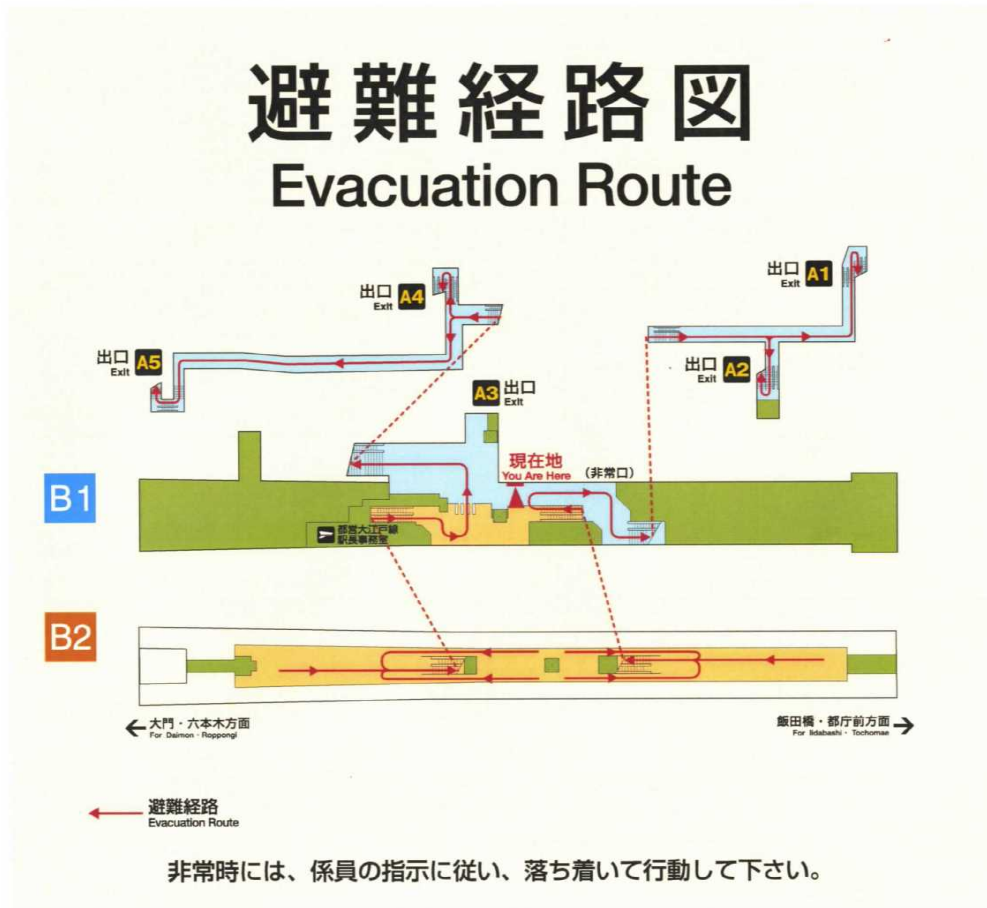 避難経路図
Evacuation Route
出口 A1
Exit
出口 A4
Exit
出口 A5
Exit
出口 A2
Exit
A3 出口
Exit
現在地
You Are Here
(非常口)
B1
都営大江戸線
駅長事務室
B2
大門・六本木方面
For Daimon・Roppongi
飯田橋・都庁前方面
For Iidabashi・Tochomae
避難経路
Evacuation Route
非常時には、係員の指示に従い、落ち着いて行動して下さい。